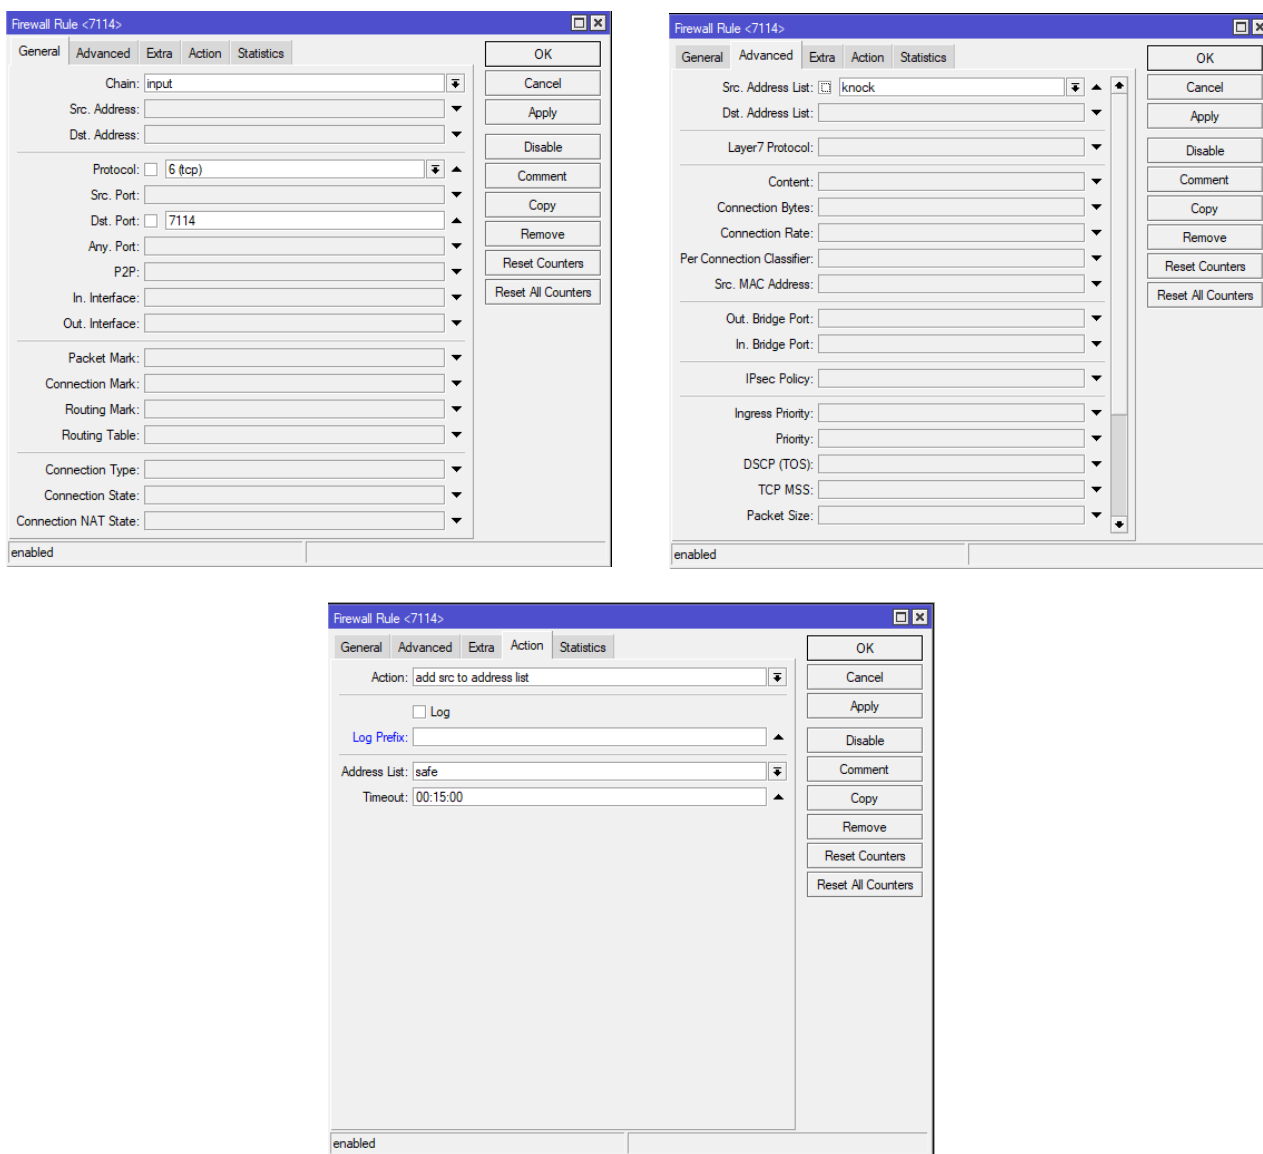 Firewall Rule <7114>
General Advanced Extra Action Statistics
OK
Cancel
Apply
Disable
Comment
Copy
Remove
Reset Counters
Reset All Counters
Chain: input
Src. Address:
Dst. Address:
Protocol: 6 (tcp)
Src. Port:
Dst. Port: 7114
Any. Port:
P2P:
In. Interface:
Out. Interface:
Packet Mark:
Connection Mark:
Routing Mark:
Routing Table:
Connection Type:
Connection State:
Connection NAT State:
enabled
Firewall Rule <7114>
General Advanced Extra Action Statistics
OK
Cancel
Apply
Disable
Comment
Copy
Remove
Reset Counters
Reset All Counters
Src. Address List: knock
Dst. Address List:
Layer7 Protocol:
Content:
Connection Bytes:
Connection Rate:
Per Connection Classifier:
Src. MAC Address:
Out. Bridge Port:
In. Bridge Port:
IPsec Policy:
Ingress Priority:
Priority:
DSCP (TOS):
TCP MSS:
Packet Size:
enabled
Firewall Rule <7114>
General Advanced Extra Action Statistics
OK
Cancel
Apply
Disable
Comment
Copy
Remove
Reset Counters
Reset All Counters
Action: add src to address list
Log
Log Prefix:
Address List: safe
Timeout: 00:15:00
enabled